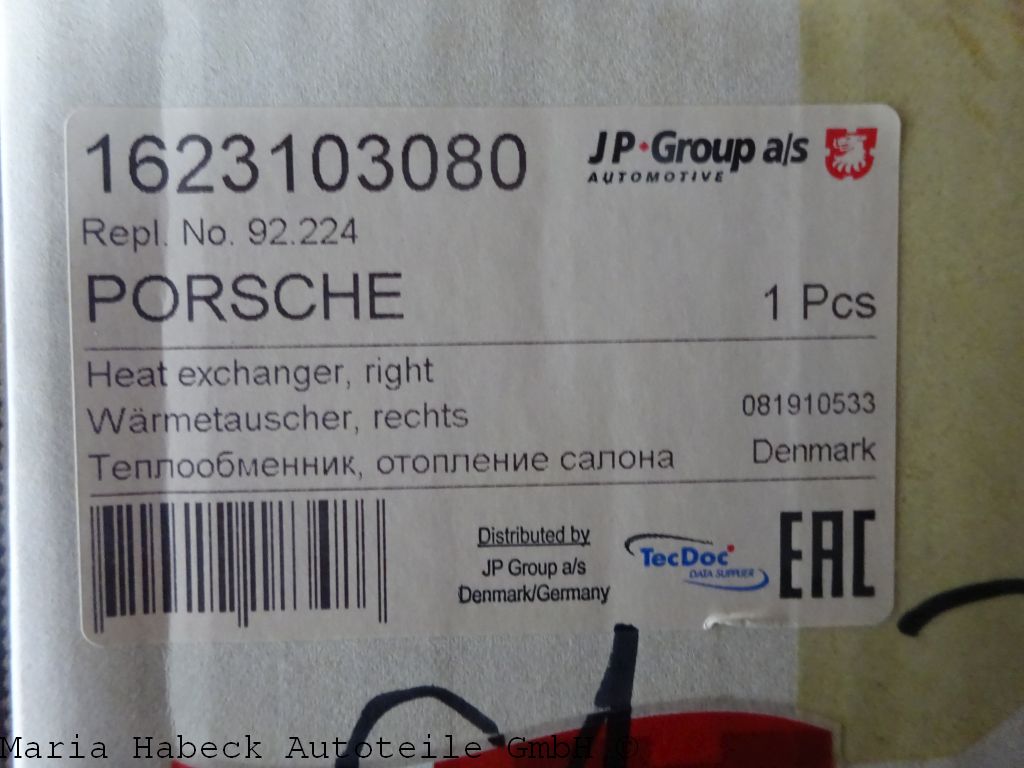 1623103080
JP Group a/s
AUTOMOTIVE
Repl. No. 92.224
PORSCHE
1 Pcs
Heat exchanger, right
Wärmetauscher, rechts
081910533
Теплообменник, отопление салона
Denmark
Distributed by
JP Group a/s
Denmark/Germany
TecDoc
DATA SUPPLIER
EAC
Maria Habeck Autoteile GmbH ©